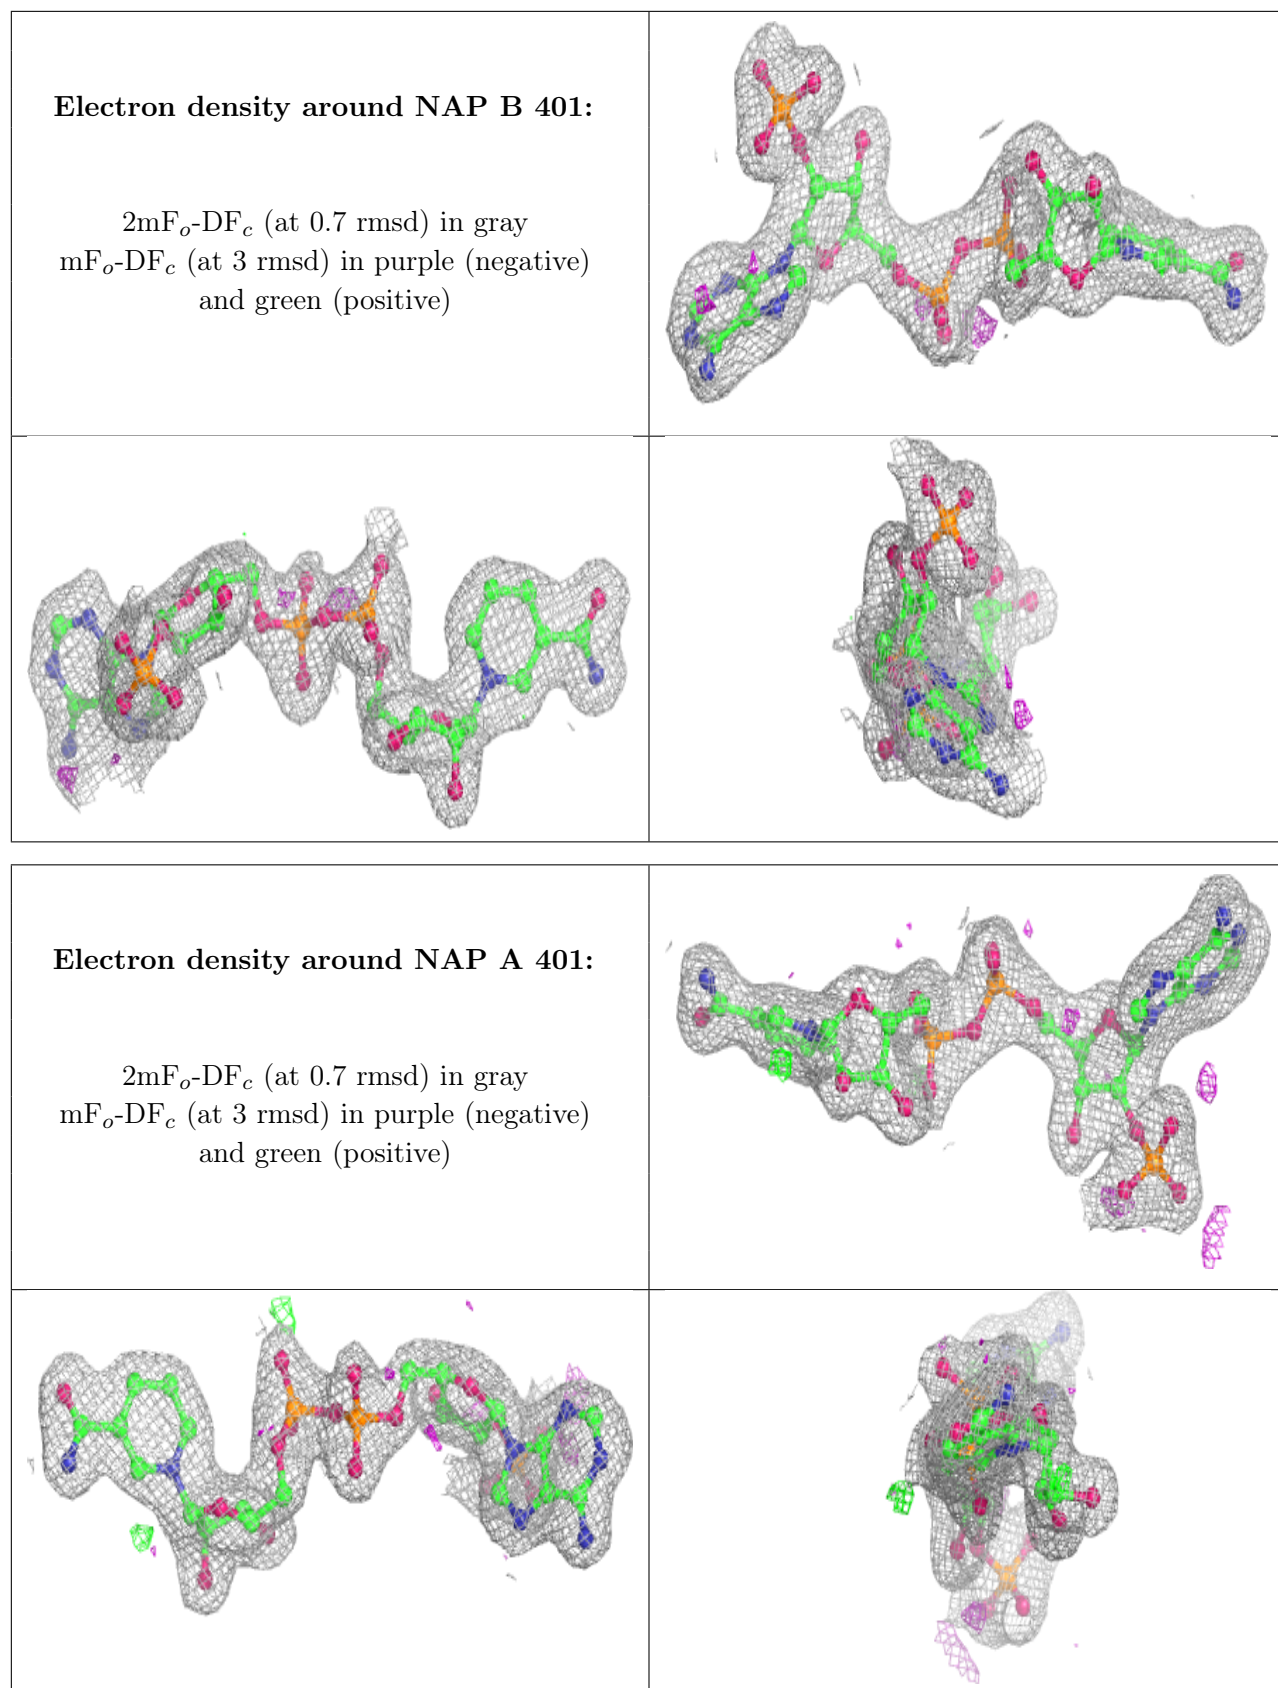 Electron density around NAP B 401:
2mFo-DFc (at 0.7 rmsd) in gray
mFo-DFc (at 3 rmsd) in purple (negative)
and green (positive)
Electron density around NAP A 401:
2mFo-DFc (at 0.7 rmsd) in gray
mFo-DFc (at 3 rmsd) in purple (negative)
and green (positive)